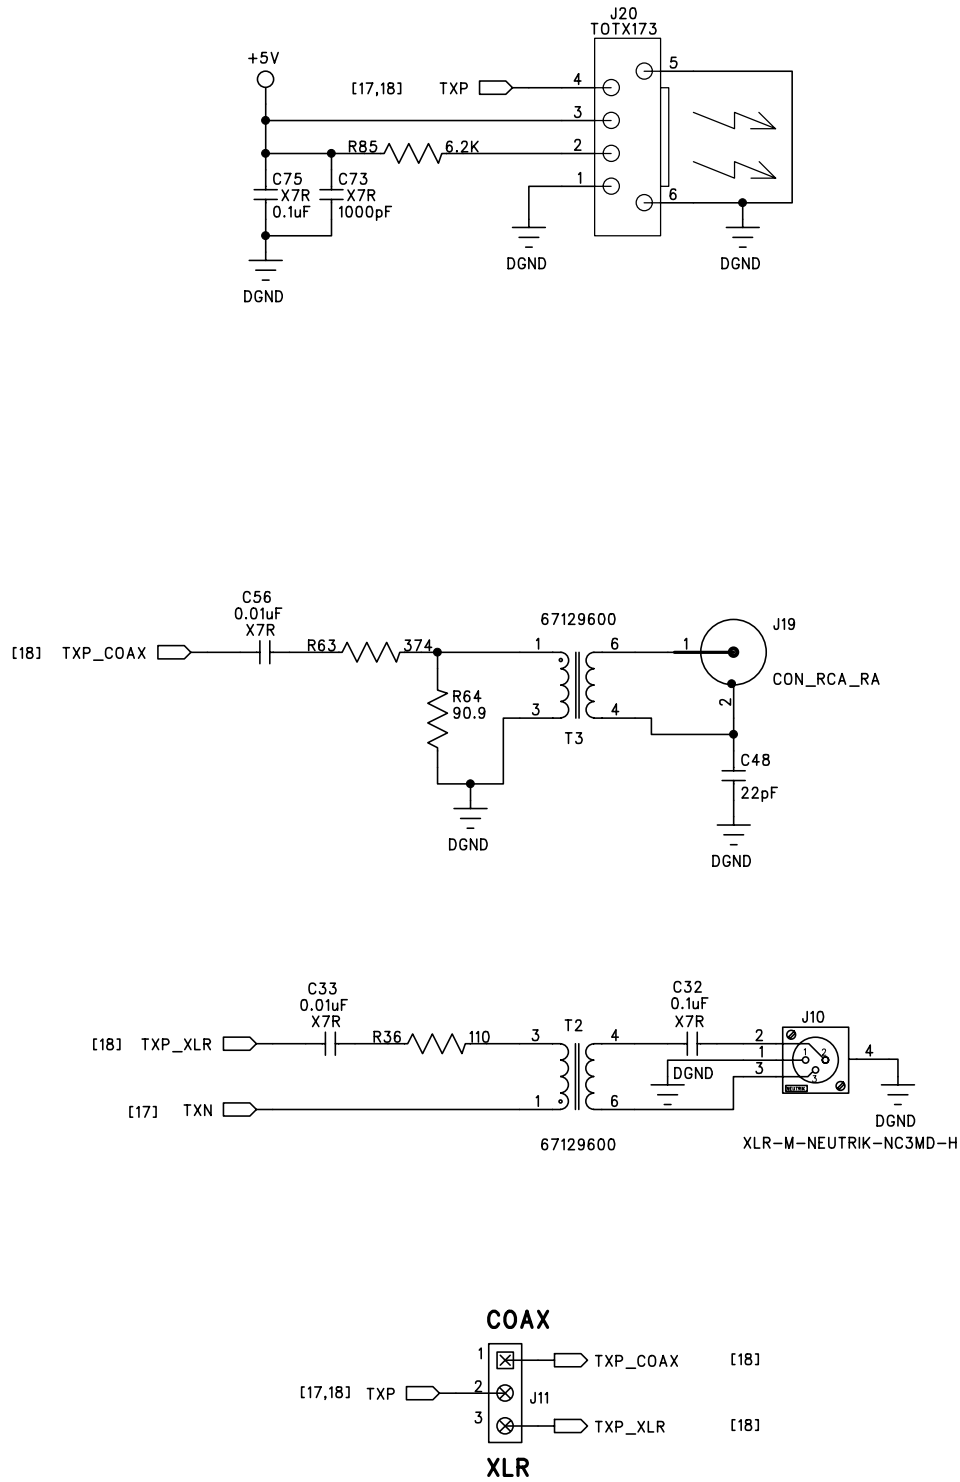 J20
TOTX173
+5V
5
[17,18] TXP 4
3
R85 6.2K 2
C75 C73 1
X7R X7R
0.1uF 1000pF
6
DGND DGND
DGND
C56
0.01uF
X7R
67129600
J19
[18] TXP_COAX R63 374 1 6 1
CON_RCA_RA
R64
90.9
2
3 4
T3
C48
22pF
DGND
DGND
C33 C32
0.01uF 0.1uF
X7R X7R
T2
J10
[18] TXP_XLR R36 110 3 4 2
1 1 2 4
DGND 3 3
[17] TXN 1 6
NEUTRIK
DGND
67129600
XLR-M-NEUTRIK-NC3MD-H
COAX
1 TXP_COAX [18]
[17,18] TXP 2 J11
3 TXP_XLR [18]
XLR